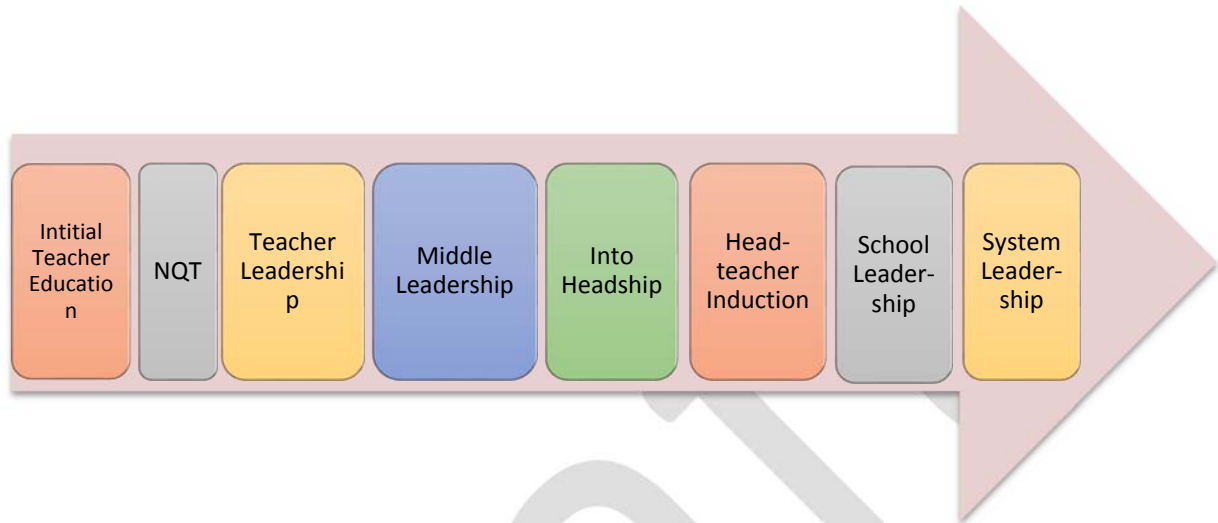 Intitial
Teacher
Educatio
n
NQT
Teacher
Leadershi
p
Middle
Leadership
Into
Headship
Head-
teacher
Induction
School
Leader-
ship
System
Leader-
ship